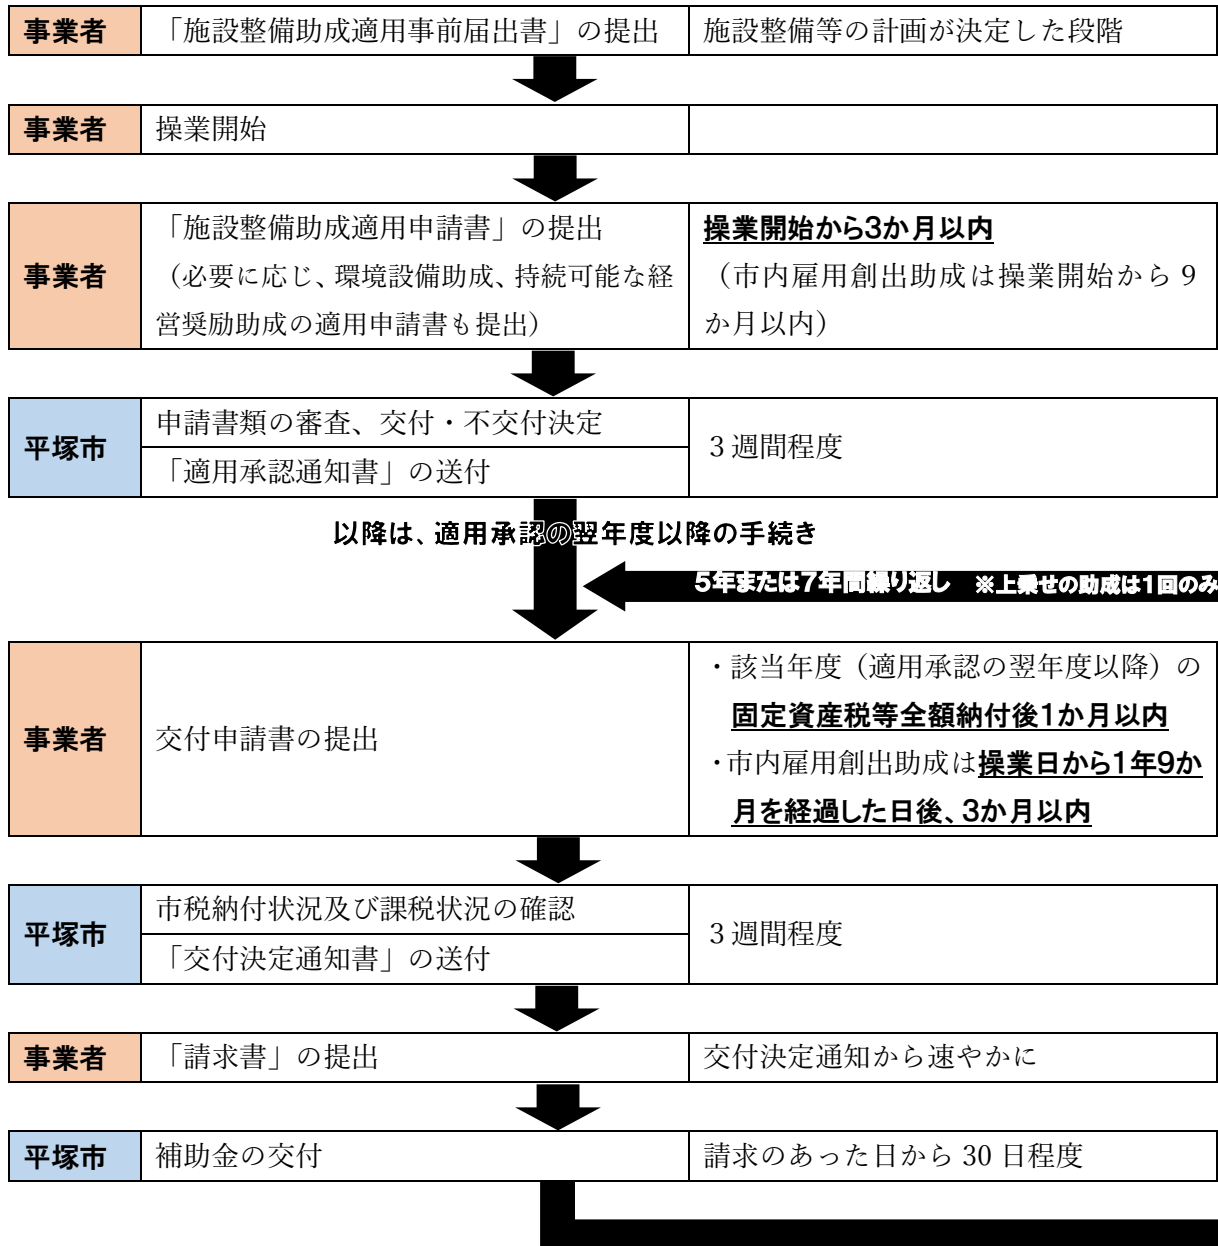 事業者 「施設整備助成適用事前届出書」の提出 施設整備等の計画が決定した段階
事業者 操業開始
事業者
「施設整備助成適用申請書」の提出
（必要に応じ、環境設備助成、持続可能な経
営奨励助成の適用申請書も提出）
操業開始から3か月以内
（市内雇用創出助成は操業開始から 9
か月以内）
平塚市
申請書類の審査、交付・不交付決定
「適用承認通知書」の送付
3 週間程度
以降は、適用承認の翌年度以降の手続き
5年または7年間繰り返し ※上乗せの助成は1回のみ
事業者
交付申請書の提出
・該当年度（適用承認の翌年度以降）の
固定資産税等全額納付後1か月以内
・市内雇用創出助成は操業日から1年9か
月を経過した日後、3か月以内
平塚市
市税納付状況及び課税状況の確認
「交付決定通知書」の送付
3 週間程度
事業者 「請求書」の提出 交付決定通知から速やかに
平塚市 補助金の交付 請求のあった日から 30 日程度